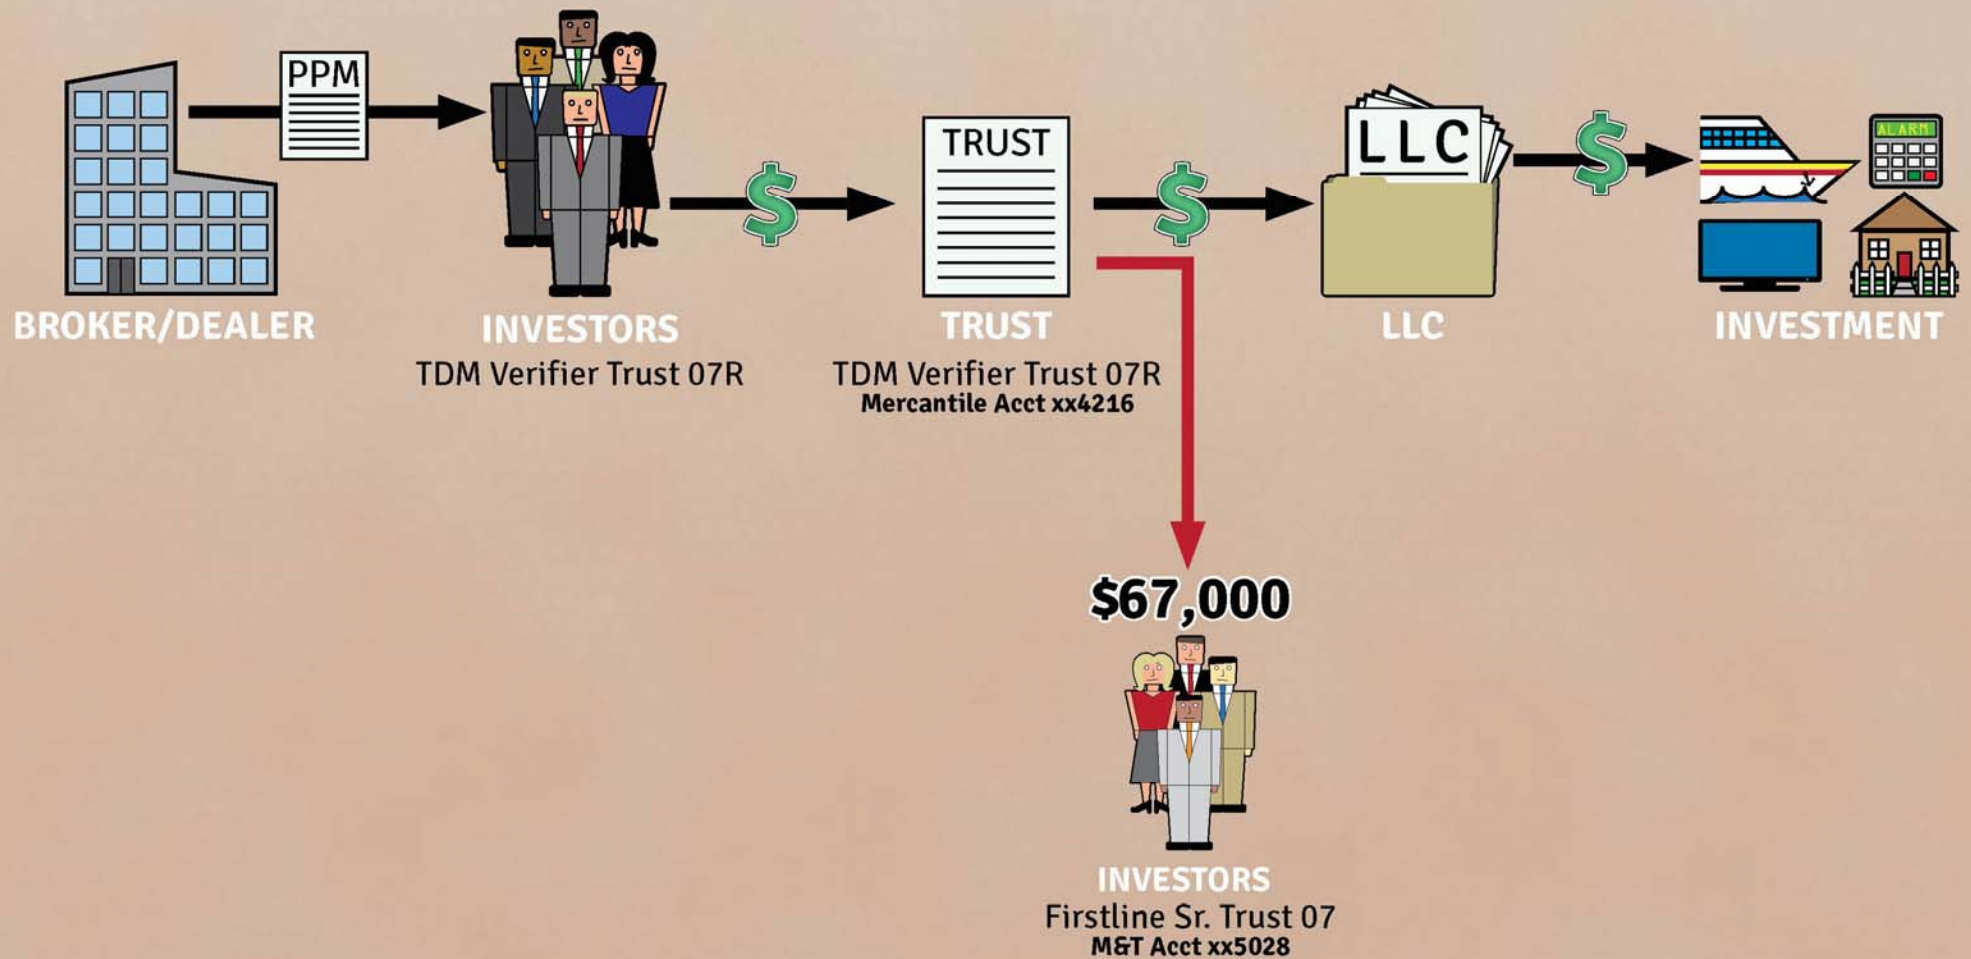 PPM
TRUST
LLC
ALARM
BROKER/DEALER
INVESTORS
TDM Verifier Trust 07R
TRUST
TDM Verifier Trust 07R
Mercantile Acct xx4216
LLC
INVESTMENT
$67,000
INVESTORS
Firstline Sr. Trust 07
M&T Acct xx5028